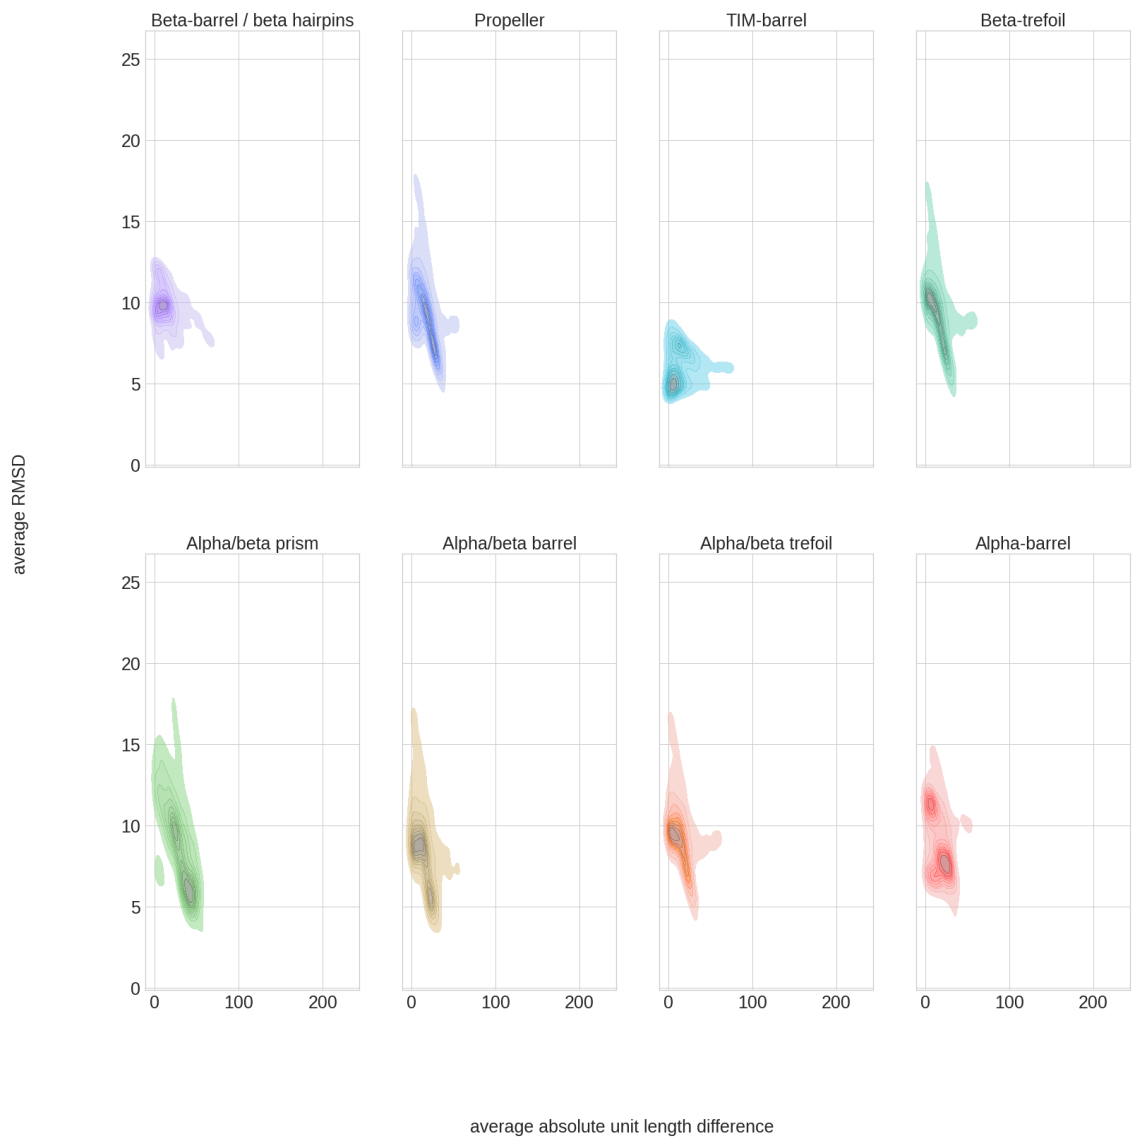 Beta-barrel / beta hairpins Propeller TIM-barrel Beta-trefoil
25
20
15
10
5
0
average RMSD
Alpha/beta prism Alpha/beta barrel Alpha/beta trefoil Alpha-barrel
25
20
15
10
5
0
0 100 200 0 100 200 0 100 200 0 100 200
average absolute unit length difference